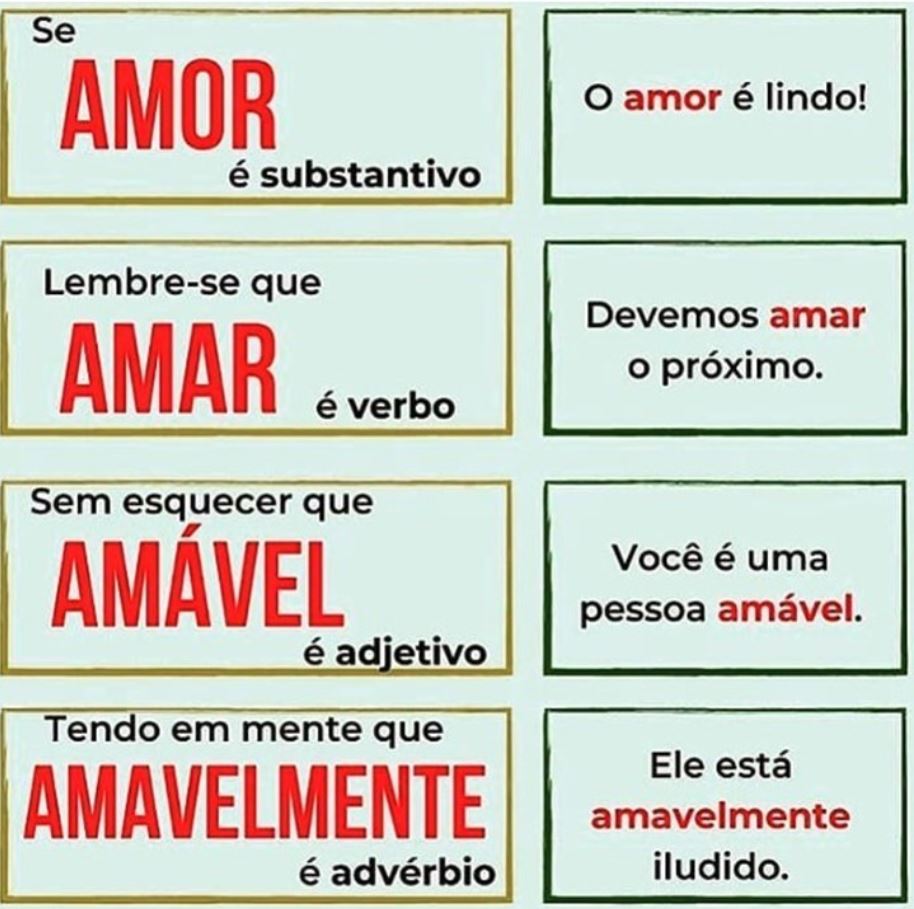 Se
AMOR
é substantivo
O amor é lindo!
Lembre-se que
AMAR
é verbo
Devemos amar
o próximo.
Sem esquecer que
AMÁVEL
é adjetivo
Você é uma
pessoa amável.
Tendo em mente que
AMAVELMENTE
é advérbio
Ele está
amavelmente
iludido.